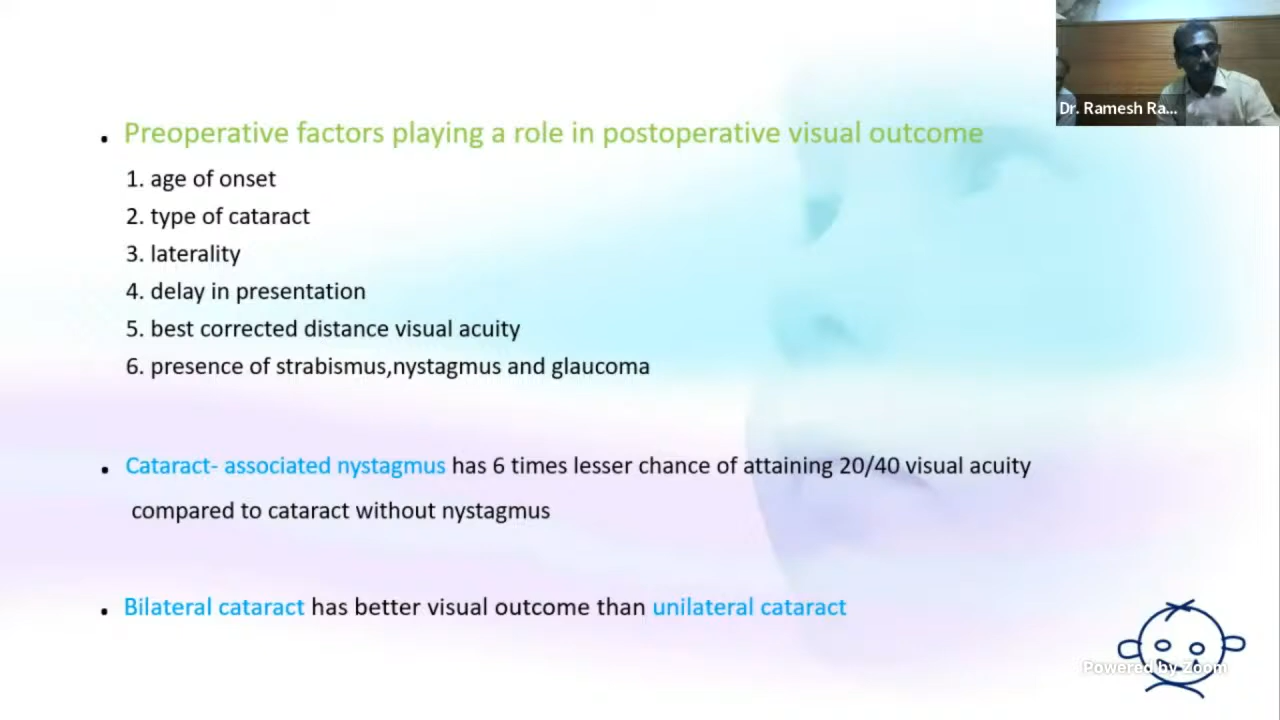 Dr. Ramesh Ra...
. Preoperative factors playing a role in postoperative visual outcome
1. age of onset
2. type of cataract
3. laterality
4. delay in presentation
5. best corrected distance visual acuity
6. presence of strabismus,nystagmus and glaucoma
. Cataract- associated nystagmus has 6 times lesser chance of attaining 20/40 visual acuity
compared to cataract without nystagmus
. Bilateral cataract has better visual outcome than unilateral cataract
Powered by Zoom